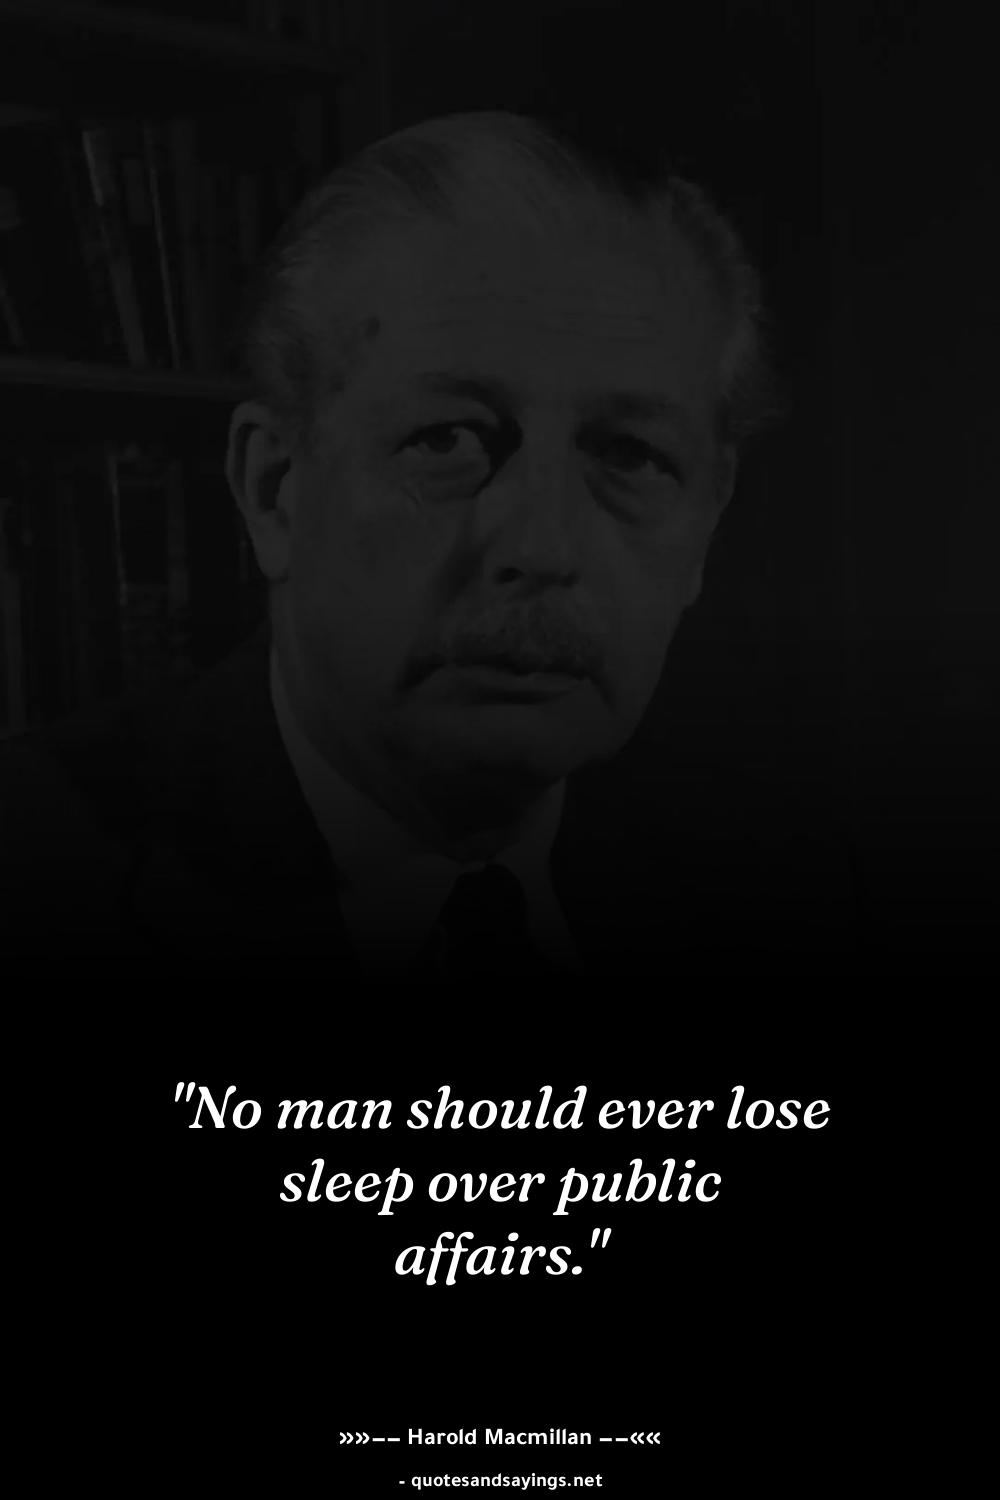 "No man should ever lose
sleep over public
affairs."
»»–– Harold Macmillan ––««
- quotesandsayings.net